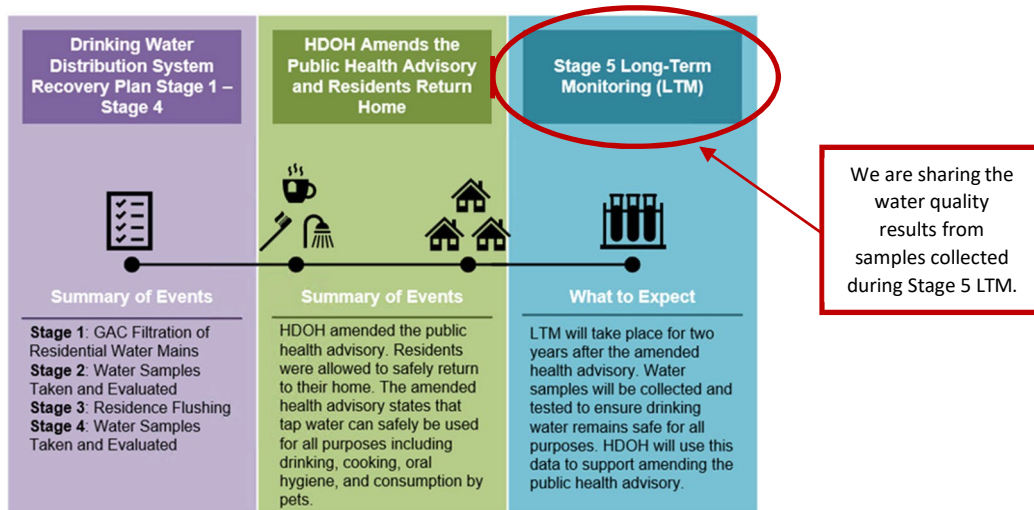 Drinking Water
Distribution System
Recovery Plan Stage 1 –
Stage 4
Summary of Events
Stage 1: GAC Filtration of
Residential Water Mains
Stage 2: Water Samples
Taken and Evaluated
Stage 3: Residence Flushing
Stage 4: Water Samples
Taken and Evaluated
HDOH Amends the
Public Health Advisory
and Residents Return
Home
Summary of Events
HDOH amended the public
health advisory. Residents
were allowed to safely return
to their home. The amended
health advisory states that
tap water can safely be used
for all purposes including
drinking, cooking, oral
hygiene, and consumption by
pets.
Stage 5 Long-Term
Monitoring (LTM)
What to Expect
LTM will take place for two
years after the amended
health advisory. Water
samples will be collected and
tested to ensure drinking
water remains safe for all
purposes. HDOH will use this
data to support amending the
public health advisory.
We are sharing the
water quality
results from
samples collected
during Stage 5 LTM.